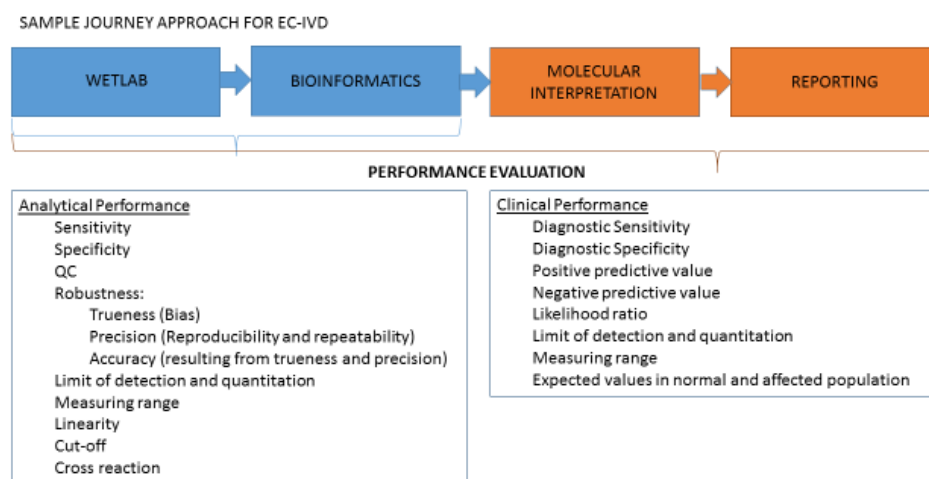 SAMPLE JOURNEY APPROACH FOR EC-IVD
WETLAB
BIOINFORMATICS
MOLECULAR
INTERPRETATION
REPORTING
PERFORMANCE EVALUATION
Analytical Performance
Sensitivity
Specificity
QC
Robustness:
Trueness (Bias)
Precision (Reproducibility and repeatability)
Accuracy (resulting from trueness and precision)
Limit of detection and quantitation
Measuring range
Linearity
Cut-off
Cross reaction
Clinical Performance
Diagnostic Sensitivity
Diagnostic Specificity
Positive predictive value
Negative predictive value
Likelihood ratio
Limit of detection and quantitation
Measuring range
Expected values in normal and affected population